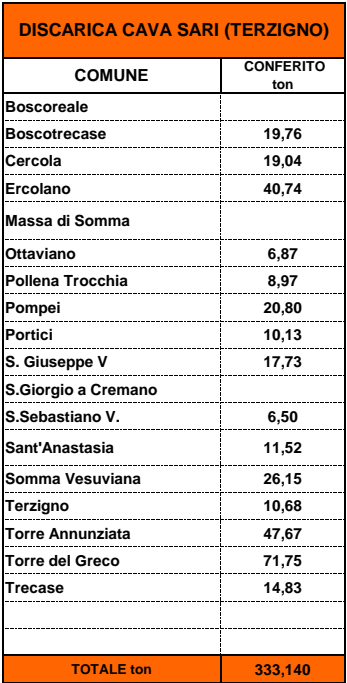 DISCARICA CAVA SARI (TERZIGNO)
COMUNE CONFERITO ton
Boscoreale
Boscotrecase 19,76
Cercola 19,04
Ercolano 40,74
Massa di Somma
Ottaviano 6,87
Pollena Trocchia 8,97
Pompei 20,80
Portici 10,13
S. Giuseppe V 17,73
S.Giorgio a Cremano
S.Sebastiano V. 6,50
Sant'Anastasia 11,52
Somma Vesuviana 26,15
Terzigno 10,68
Torre Annunziata 47,67
Torre del Greco 71,75
Trecase 14,83
TOTALE ton 333,140